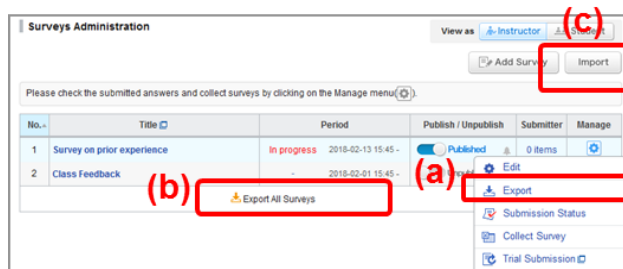 Surveys Administration
View as Instructor Student
(c)
Add Survey Import
Please check the submitted answers and collect surveys by clicking on the Manage menu( ).
No. Title Period Publish / Unpublish Submitter Manage
1 Survey on prior experience In progress 2018-02-13 15:45 - Published 0 items
2 Class Feedback - 2018-02-01 15:45 -
(a)
Edit
(b)
Export All Surveys
Export
Submission Status
Collect Survey
Trial Submission